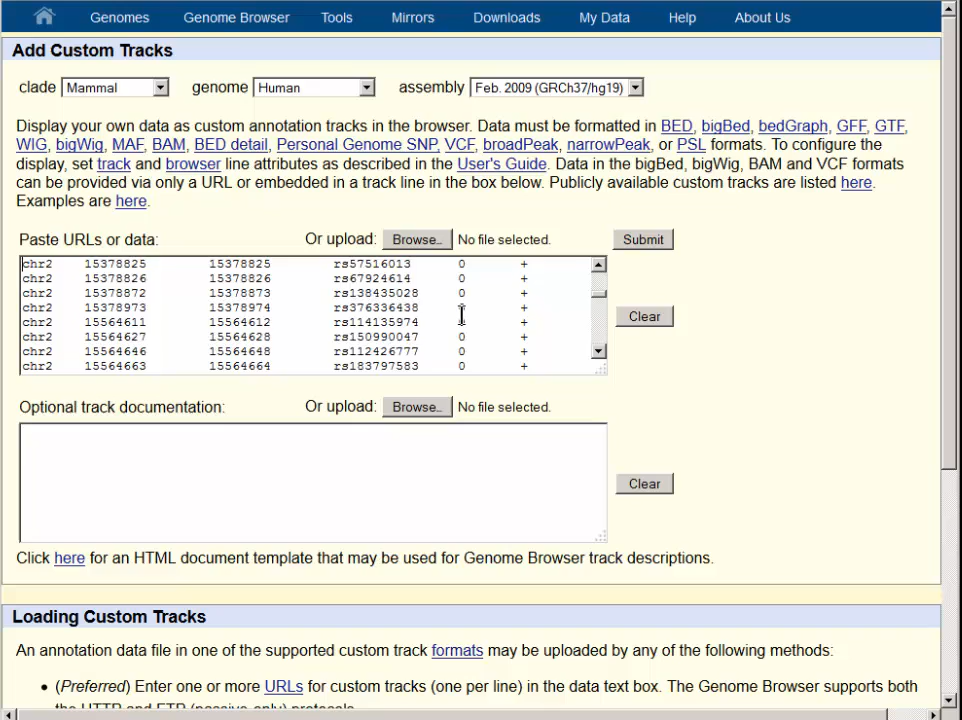 Genomes Genome Browser Tools Mirrors Downloads My Data Help About Us
Add Custom Tracks
clade Mammal genome Human assembly Feb. 2009 (GRCh37/hg19)
Display your own data as custom annotation tracks in the browser. Data must be formatted in BED, bigBed, bedGraph, GFF, GTF,
WIG, bigWig, MAF, BAM, BED detail, Personal Genome SNP, VCF, broadPeak, narrowPeak, or PSL formats. To configure the
display, set track and browser line attributes as described in the User's Guide. Data in the bigBed, bigWig, BAM and VCF formats
can be provided via only a URL or embedded in a track line in the box below. Publicly available custom tracks are listed here.
Examples are here.
Paste URLs or data: Or upload: Browse.. No file selected. Submit
chr2 15378825 15378825 rs57516013 0 +
chr2 15378826 15378826 rs67924614 0 +
chr2 15378872 15378873 rs138435028 0 +
chr2 15378973 15378974 rs376336438 0 +
chr2 15564611 15564612 rs114135974 0 +
chr2 15564627 15564628 rs150990047 0 +
chr2 15564646 15564648 rs112426777 0 +
chr2 15564663 15564664 rs183797583 0 +
Clear
Optional track documentation: Or upload: Browse.. No file selected.
Clear
Click here for an HTML document template that may be used for Genome Browser track descriptions.
Loading Custom Tracks
An annotation data file in one of the supported custom track formats may be uploaded by any of the following methods:
• (Preferred) Enter one or more URLs for custom tracks (one per line) in the data text box. The Genome Browser supports both
the HTTP and FTP (passive-only) protocols.